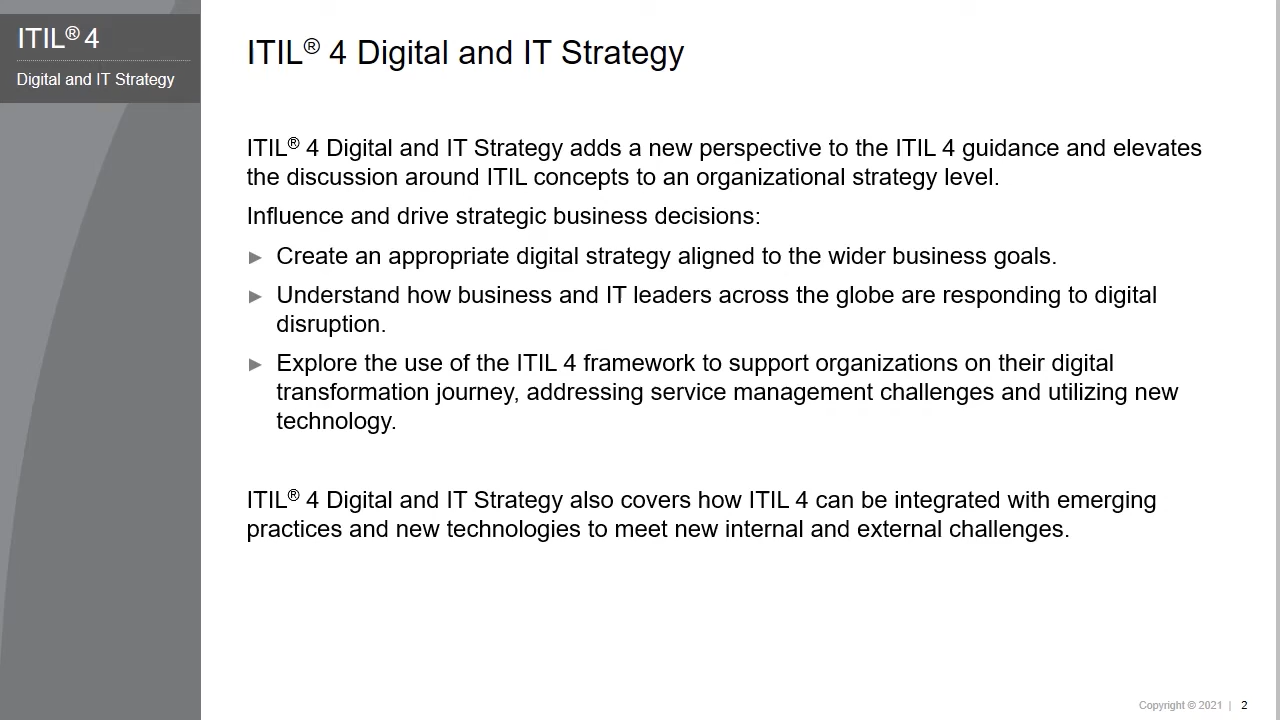 ITIL® 4
Digital and IT Strategy
ITIL® 4 Digital and IT Strategy
ITIL® 4 Digital and IT Strategy adds a new perspective to the ITIL 4 guidance and elevates
the discussion around ITIL concepts to an organizational strategy level.
Influence and drive strategic business decisions:
► Create an appropriate digital strategy aligned to the wider business goals.
► Understand how business and IT leaders across the globe are responding to digital
disruption.
► Explore the use of the ITIL 4 framework to support organizations on their digital
transformation journey, addressing service management challenges and utilizing new
technology.
ITIL® 4 Digital and IT Strategy also covers how ITIL 4 can be integrated with emerging
practices and new technologies to meet new internal and external challenges.
Copyright © 2021 | 2